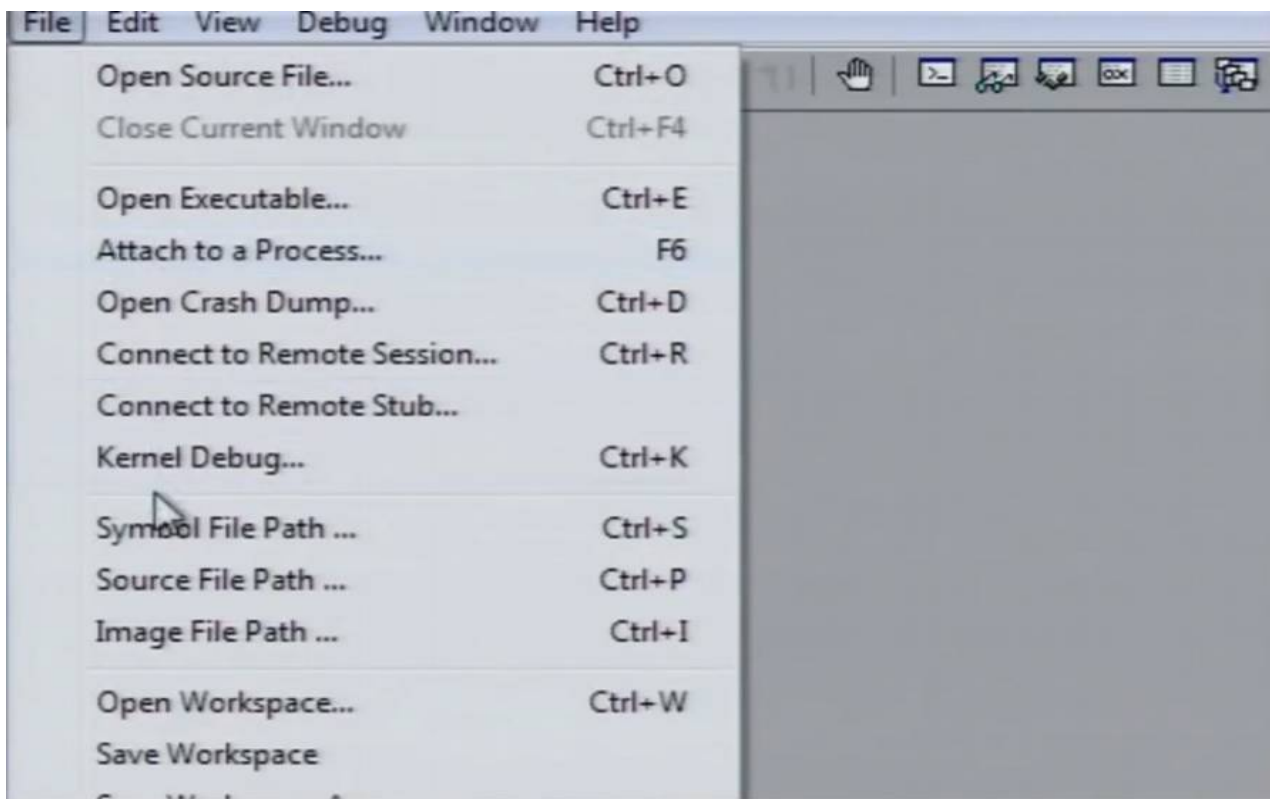 File Edit View Debug Window Help
Open Source File... Ctrl+O
Close Current Window Ctrl+F4
Open Executable... Ctrl+E
Attach to a Process... F6
Open Crash Dump... Ctrl+D
Connect to Remote Session... Ctrl+R
Connect to Remote Stub...
Kernel Debug... Ctrl+K
Symbol File Path ... Ctrl+S
Source File Path ... Ctrl+P
Image File Path ... Ctrl+I
Open Workspace... Ctrl+W
Save Workspace